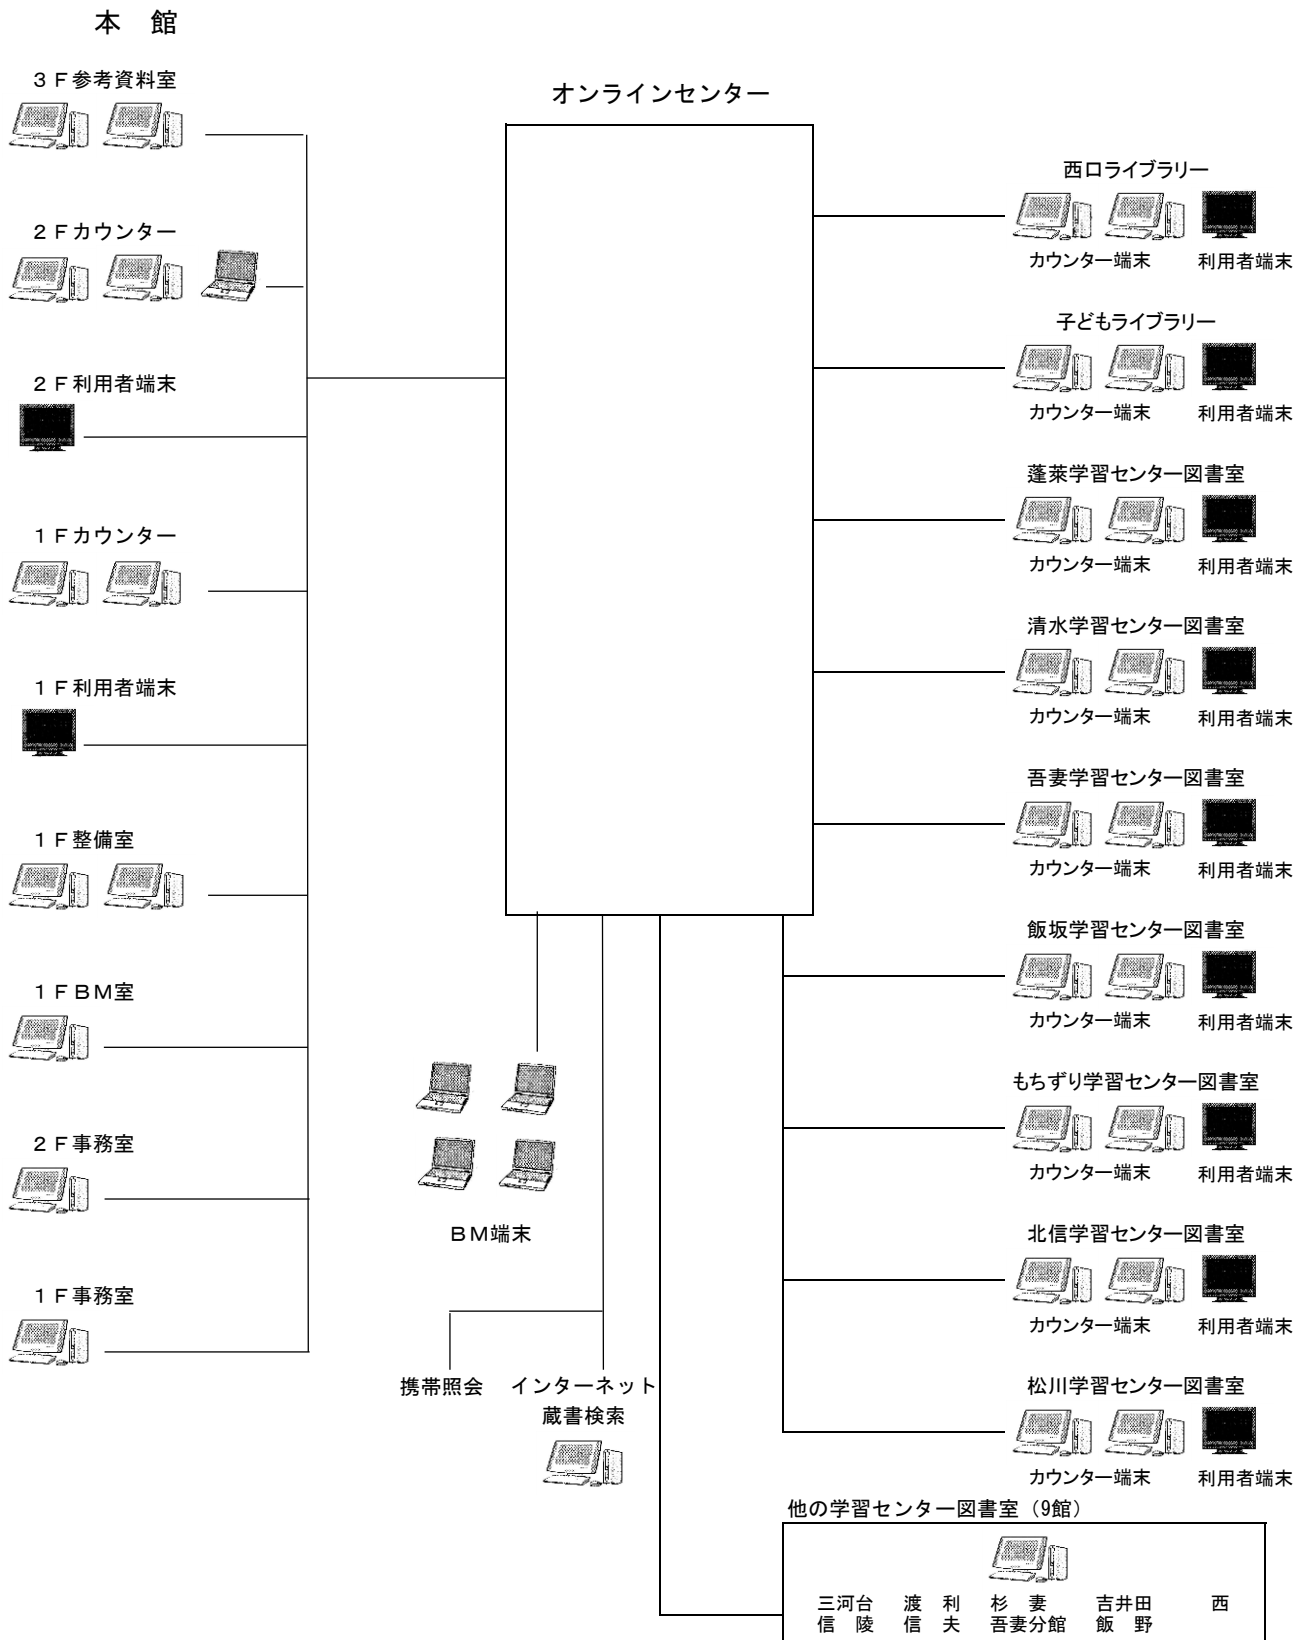 本　館
３Ｆ参考資料室
２Ｆカウンター
２Ｆ利用者端末
１Ｆカウンター
１Ｆ利用者端末
１Ｆ整備室
１ＦＢＭ室
２Ｆ事務室
１Ｆ事務室
オンラインセンター
ＢＭ端末
携帯照会
インターネット
蔵書検索
西口ライブラリー
カウンター端末　利用者端末
子どもライブラリー
カウンター端末　利用者端末
蓬萊学習センター図書室
カウンター端末　利用者端末
清水学習センター図書室
カウンター端末　利用者端末
吾妻学習センター図書室
カウンター端末　利用者端末
飯坂学習センター図書室
カウンター端末　利用者端末
もちずり学習センター図書室
カウンター端末　利用者端末
北信学習センター図書室
カウンター端末　利用者端末
松川学習センター図書室
カウンター端末　利用者端末
他の学習センター図書室（9館）
三河台　渡　利　杉　妻　吉井田　西
信　陵　信　夫　吾妻分館　飯　野